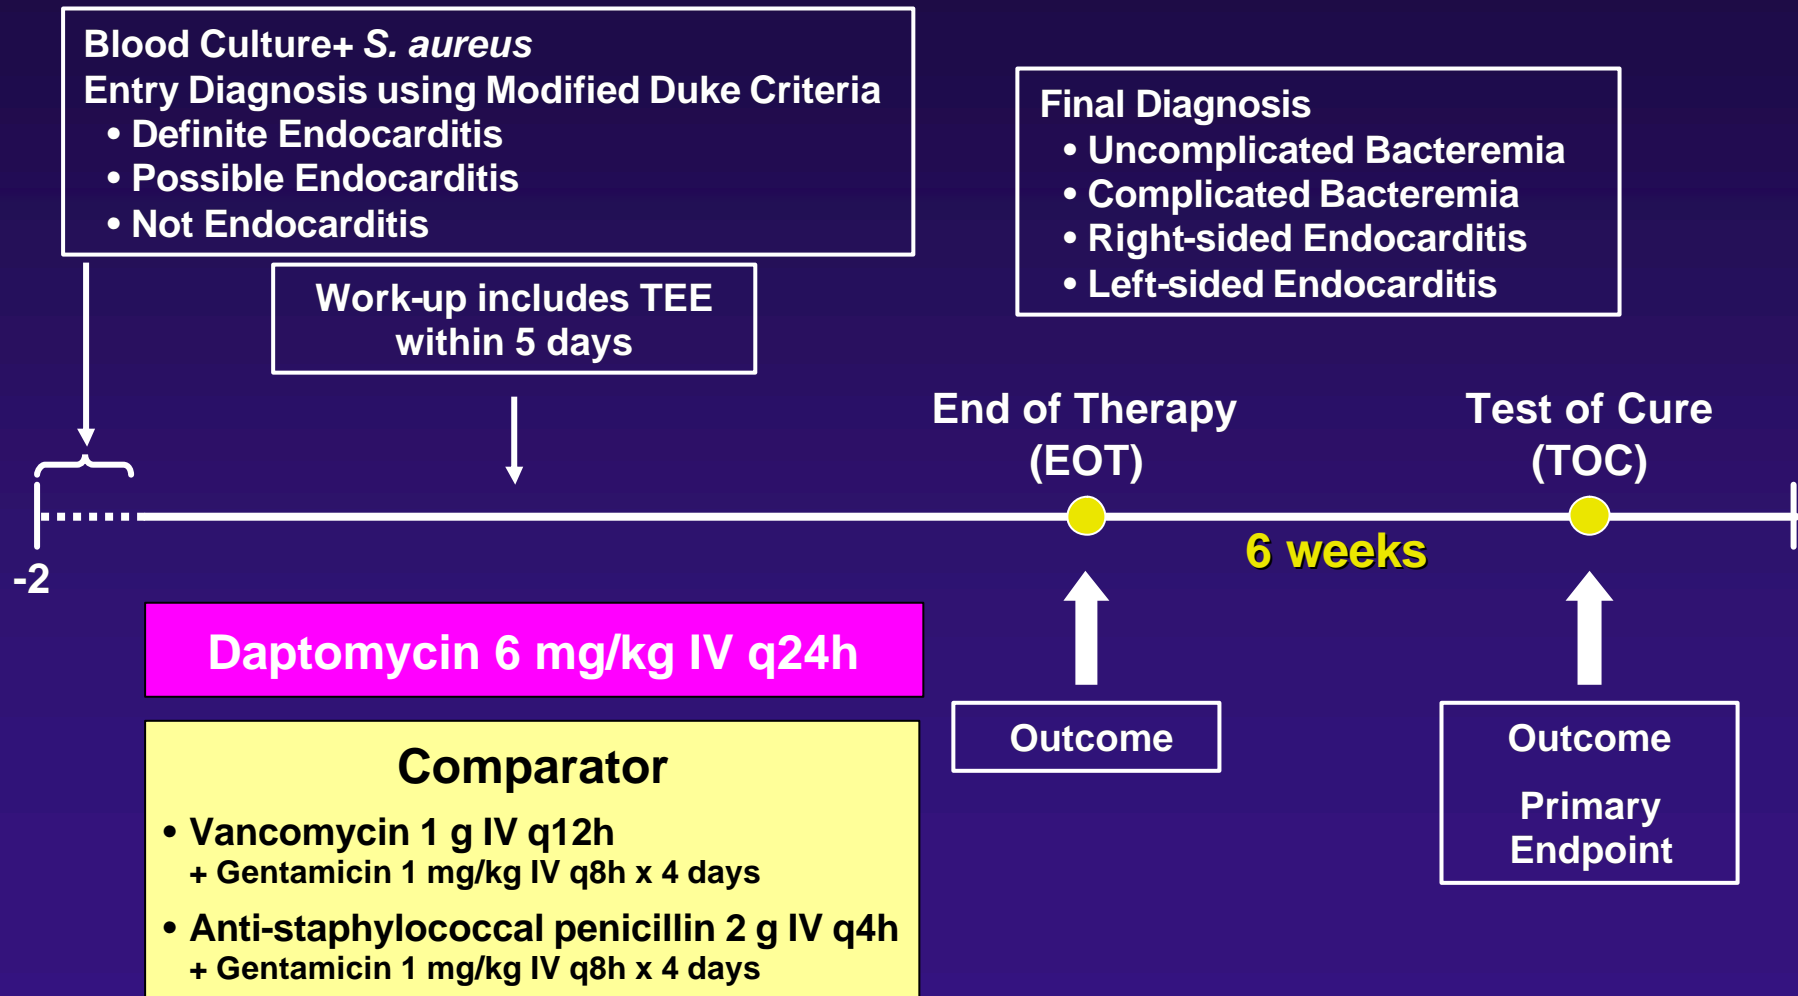 Blood Culture+ S. aureus
Entry Diagnosis using Modified Duke Criteria
• Definite Endocarditis
• Possible Endocarditis
• Not Endocarditis
Work-up includes TEE
within 5 days
Final Diagnosis
• Uncomplicated Bacteremia
• Complicated Bacteremia
• Right-sided Endocarditis
• Left-sided Endocarditis
End of Therapy
(EOT)
Test of Cure
(TOC)
-2
6 weeks
Daptomycin 6 mg/kg IV q24h
Comparator
• Vancomycin 1 g IV q12h
+ Gentamicin 1 mg/kg IV q8h x 4 days
• Anti-staphylococcal penicillin 2 g IV q4h
+ Gentamicin 1 mg/kg IV q8h x 4 days
Outcome
Outcome
Primary
Endpoint